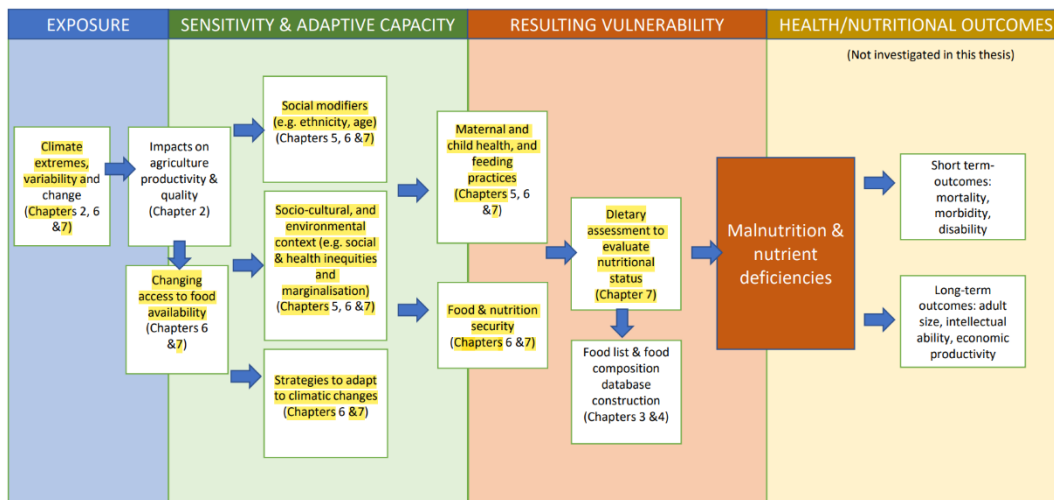 EXPOSURE
SENSITIVITY & ADAPTIVE CAPACITY
RESULTING VULNERABILITY
HEALTH/NUTRITIONAL OUTCOMES
(Not investigated in this thesis)
Climate
extremes,
variability and
change
(Chapters 2, 6
&7)
Impacts on
agriculture
productivity &
quality
(Chapter 2)
Changing
access to food
availability
(Chapters 6
&7)
Social modifiers
(e.g. ethnicity, age)
(Chapters 5, 6 &7)
Socio-cultural, and
environmental
context (e.g. social
& health inequities
and
marginalisation)
(Chapters 5, 6 &7)
Strategies to adapt
to climatic changes
(Chapters 6 &7)
Maternal and
child health, and
feeding
practices
(Chapters 5, 6
&7)
Food & nutrition
security
(Chapters 6 &7)
Dietary
assessment to
evaluate
nutritional
status
(Chapter 7)
Food list & food
composition
database
construction
(Chapters 3 &4)
Malnutrition &
nutrient
deficiencies
Short term-
outcomes:
mortality,
morbidity,
disability
Long-term
outcomes: adult
size, intellectual
ability, economic
productivity